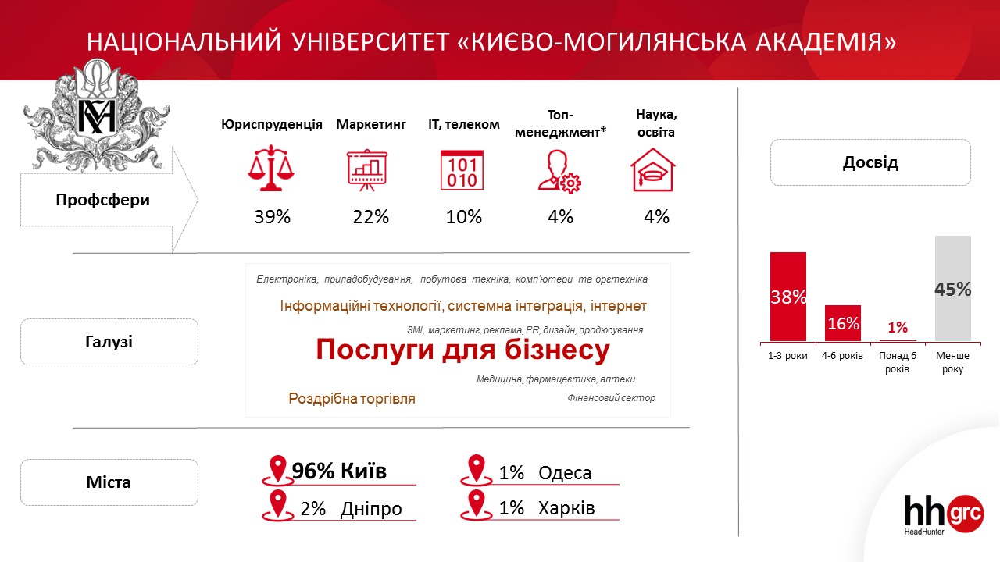 НАЦІОНАЛЬНИЙ УНІВЕРСИТЕТ «КИЄВО-МОГИЛЯНСЬКА АКАДЕМІЯ»
Профсфери
Юриспруденція
39%
Маркетинг
22%
ІТ, телеком
101
010
10%
Топ-
менеджмент*
4%
Наука,
освіта
4%
Галузі
Електроніка, приладобудування, побутова техніка, комп'ютери та оргтехніка
Інформаційні технології, системна інтеграція, інтернет
ЗМІ, маркетинг, реклама, PR, дизайн, продюсування
Послуги для бізнесу
Медицина, фармацевтика, аптеки
Роздрібна торгівля
Фінансовий сектор
Міста
96% Київ
2% Дніпро
1% Одеса
1% Харків
Досвід
38%
16%
1%
45%
1-3 роки
4-6 років
Понад 6
років
Менше
року
hh grc
HeadHunter